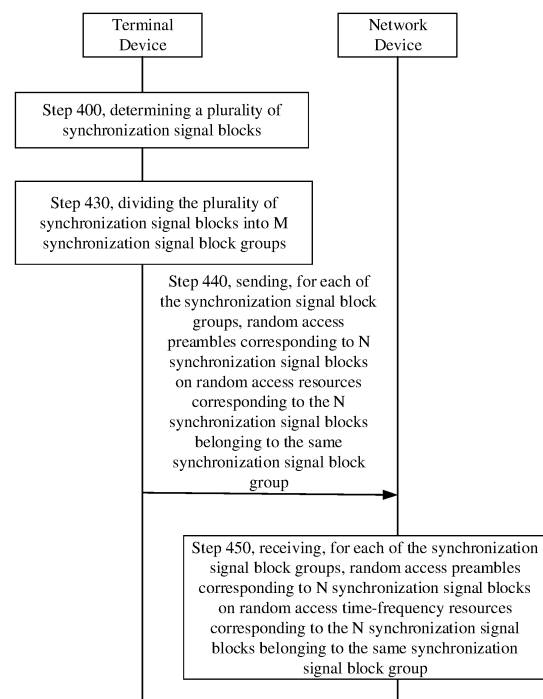 Terminal
Device
Network
Device
Step 400, determining a plurality of
synchronization signal blocks
Step 430, dividing the plurality of
synchronization signal blocks into M
synchronization signal block groups
Step 440, sending, for each of
the synchronization signal block
groups, random access
preambles corresponding to N
synchronization signal blocks
on random access resources
corresponding to the N
synchronization signal blocks
belonging to the same
synchronization signal block
group
Step 450, receiving, for each of the synchronization
signal block groups, random access preambles
corresponding to N synchronization signal blocks
on random access time-frequency resources
corresponding to the N synchronization signal
blocks belonging to the same synchronization
signal block group